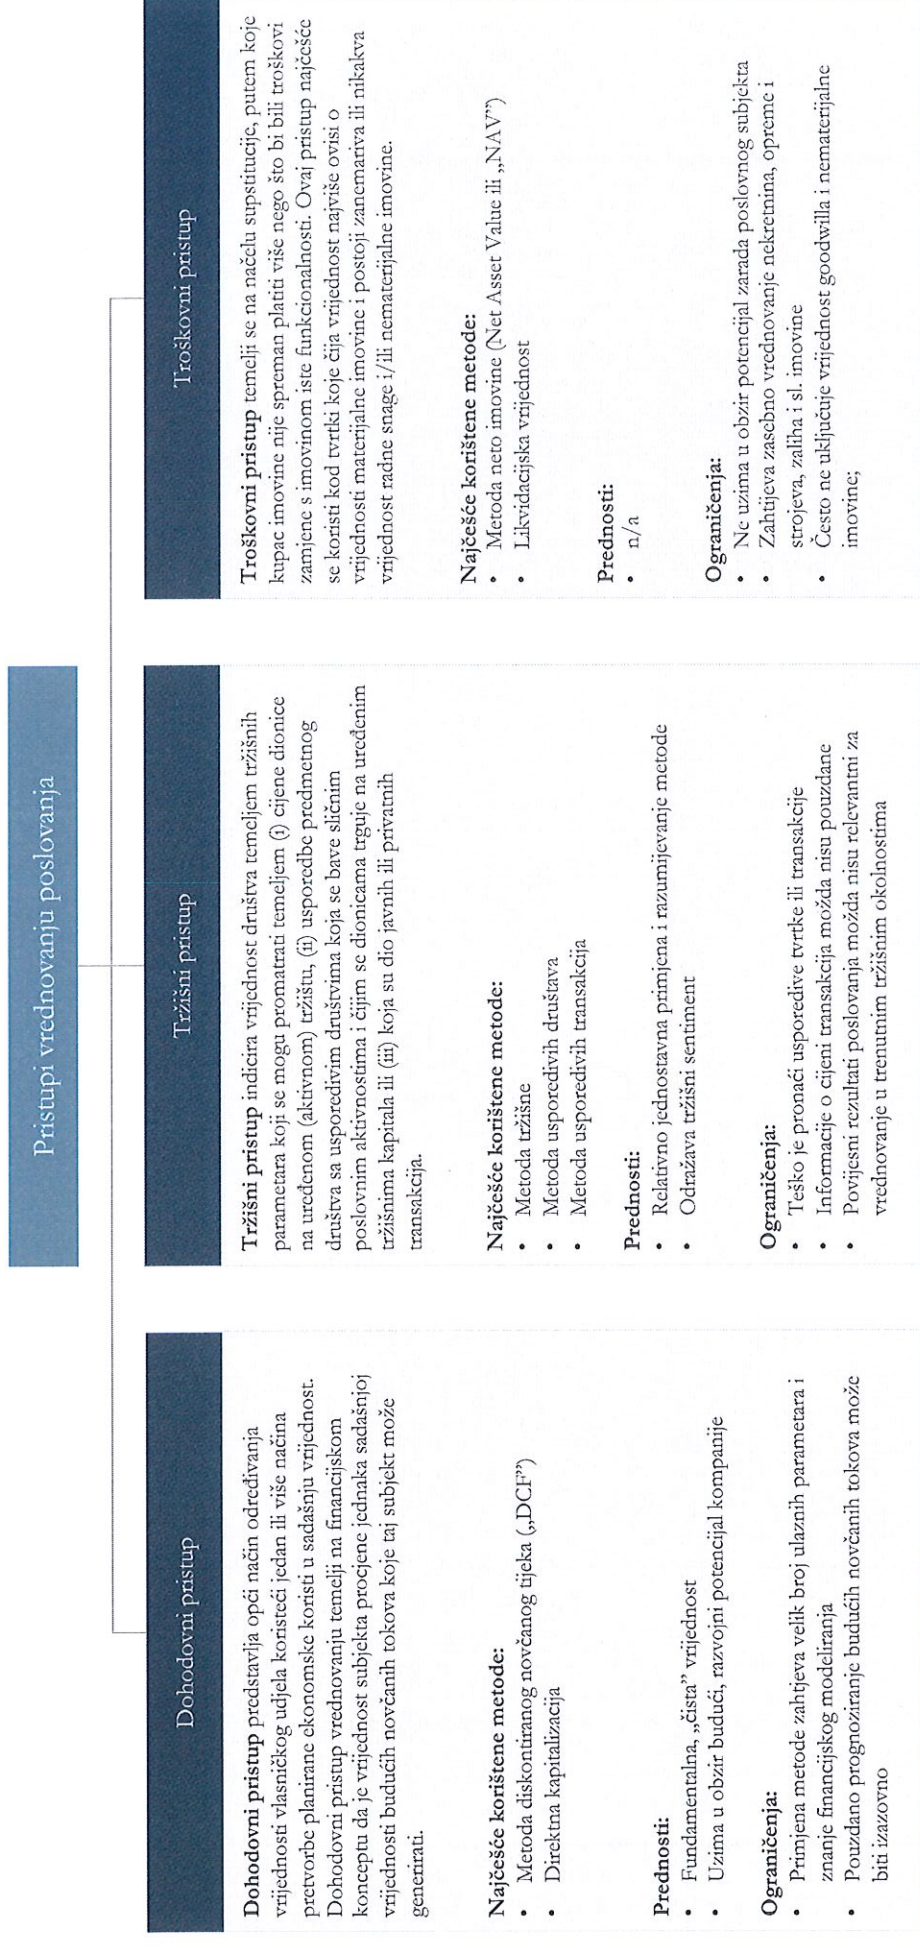 Pristupi vrednovanju poslovanja
Dohodovni pristup
Dohodovni pristup predstavlja opći način određivanja
vrijednosti vlasničkog udjela koristeći jedan ili više načina
pretvorbe planirane ekonomske koristi u sadašnju vrijednost.
Dohodovni pristup vrednovanju temelji na financijskom
konceptu da je vrijednost subjekta procjene jednaka sadašnjoj
vrijednosti budućih novčanih tokova koje taj subjekt može
generirati.
Najčešće korištene metode:
• Metoda diskontiranog novčanog tijeka („DCF”)
• Direktna kapitalizacija
Prednosti:
• Fundamentalna, „čista” vrijednost
• Uzima u obzir budući, razvojni potencijal kompanije
Ograničenja:
• Primjena metode zahtjeva velik broj ulaznih parametara i
znanje financijskog modeliranja
• Pouzdano prognoziranje budućih novčanih tokova može
biti izazovno
Tržišni pristup
Tržišni pristup indicira vrijednost društva temeljem tržišnih
parametara koji se mogu promatrati temeljem (i) cijene dionice
na uređenom (aktivnom) tržištu, (ii) usporedbe predmetnog
društva sa usporedivim društvima koja se bave sličnim
poslovnim aktivnostima i čijim se dionicama trguje na uređenim
tržišnima kapitala ili (iii) koja su dio javnih ili privatnih
transakcija.
Najčešće korištene metode:
• Metoda tržišne
• Metoda usporedivih društava
• Metoda usporedivih transakcija
Prednosti:
• Relativno jednostavna primjena i razumijevanje metode
• Odražava tržišni sentiment
Ograničenja:
• Teško je pronaći usporedive tvrtke ili transakcije
• Informacije o cijeni transakcija možda nisu pouzdane
• Povijesni rezultati poslovanja možda nisu relevantni za
vrednovanje u trenutnim tržišnim okolnostima
Troškovni pristup
Troškovni pristup temelji se na načelu supstitucije, putem koje
kupac imovine nije spreman platiti više nego što bi bili troškovi
zamjene s imovinom iste funkcionalnosti. Ovaj pristup najčešće
se koristi kod tvrtki koje čija vrijednost najviše ovisi o
vrijednosti materijalne imovine i postoji zanemariva ili nikakva
vrijednost radne snage i/ili nematerijalne imovine.
Najčešće korištene metode:
• Metoda neto imovine (Net Asset Value ili „NAV”)
• Likvidacijska vrijednost
Prednosti:
• n/a
Ograničenja:
• Ne uzima u obzir potencijal zarada poslovnog subjekta
• Zahtijeva zasebno vrednovanje nekretnina, opreme i
strojeva, zaliha i sl. imovine
• Često ne uključuje vrijednost goodwilla i nematerijalne
imovine;